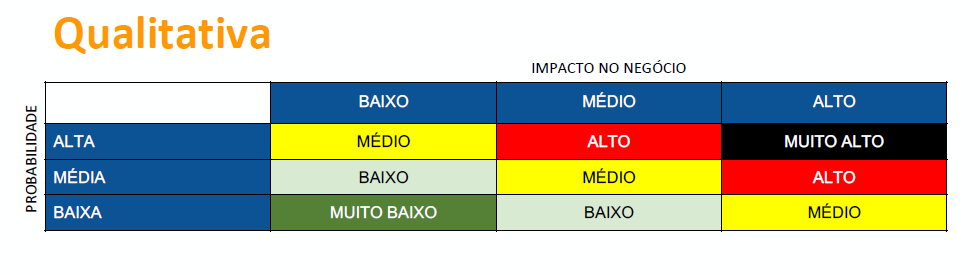 Qualitativa
IMPACTO NO NEGÓCIO
PROBABILIDADE
BAIXO MÉDIO ALTO
ALTA MÉDIO ALTO MUITO ALTO
MÉDIA BAIXO MÉDIO ALTO
BAIXA MUITO BAIXO BAIXO MÉDIO